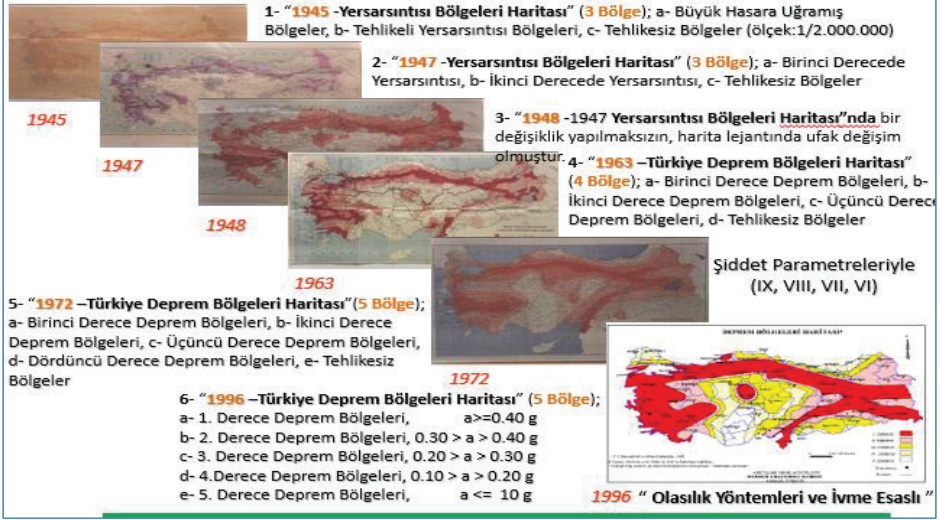 1- “1945 -Yersarsıntısı Bölgeleri Haritası” (3 Bölge); a- Büyük Hasara Uğramış
Bölgeler, b- Tehlikeli Yersarsıntısı Bölgeleri, c- Tehlikesiz Bölgeler (ölçek:1/2.000.000)
1945
2- “1947 -Yersarsıntısı Bölgeleri Haritası” (3 Bölge); a- Birinci Derecede
Yersarsıntısı, b- İkinci Derecede Yersarsıntısı, c- Tehlikesiz Bölgeler
1947
3- “1948 -1947 Yersarsıntısı Bölgeleri Haritası”nda bir
değişiklik yapılmaksızın, harita lejantında ufak değişim
olmuştur.
1948
4- “1963 –Türkiye Deprem Bölgeleri Haritası”
(4 Bölge); a- Birinci Derece Deprem Bölgeleri, b-
İkinci Derece Deprem Bölgeleri, c- Üçüncü Derece
Deprem Bölgeleri, d- Tehlikesiz Bölgeler
1963
Şiddet Parametreleriyle
(IX, VIII, VII, VI)
5- “1972 –Türkiye Deprem Bölgeleri Haritası”(5 Bölge);
a- Birinci Derece Deprem Bölgeleri, b- İkinci Derece
Deprem Bölgeleri, c- Üçüncü Derece Deprem Bölgeleri,
d- Dördüncü Derece Deprem Bölgeleri, e- Tehlikesiz
Bölgeler
1972
6- “1996 –Türkiye Deprem Bölgeleri Haritası” (5 Bölge);
a- 1. Derece Deprem Bölgeleri, a>=0.40 g
b- 2. Derece Deprem Bölgeleri, 0.30 > a > 0.40 g
c- 3. Derece Deprem Bölgeleri, 0.20 > a > 0.30 g
d- 4.Derece Deprem Bölgeleri, 0.10 > a > 0.20 g
e- 5. Derece Deprem Bölgeleri, a <= 10 g
DEPREM BÖLGELERİ HARİTASI
1996 “ Olasılık Yöntemleri ve İvme Esaslı ”